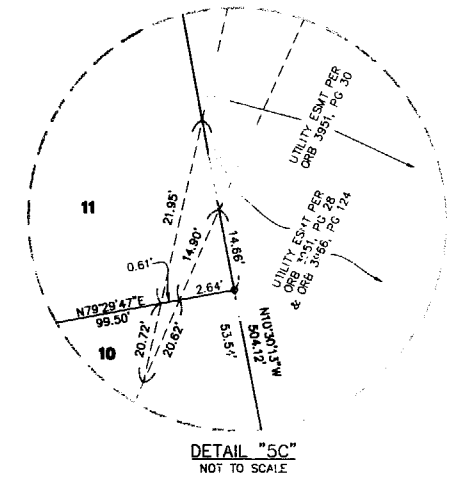 UTILITY ESMT PER
ORB 3951, PG 30
11
21.95'
14.90'
14.66'
UTILITY ESMT PER
ORB 3951, PG 28
& ORB 3966, PG 124
0.61'
2.64'
N79°29'47"E
99.50'
N10°30'13"W
504.12'
53.54'
10
20.72'
20.62'
DETAIL "5C"
NOT TO SCALE